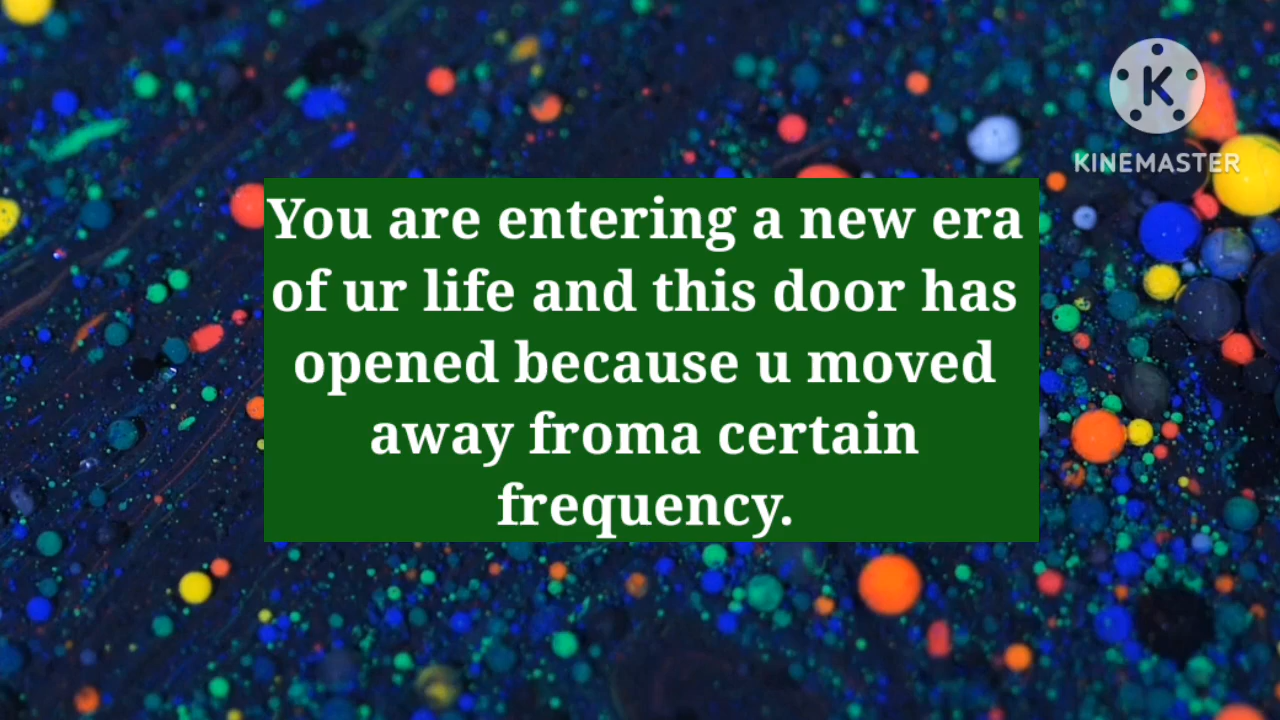 KINEMASTER
You are entering a new era
of ur life and this door has
opened because u moved
away froma certain
frequency.